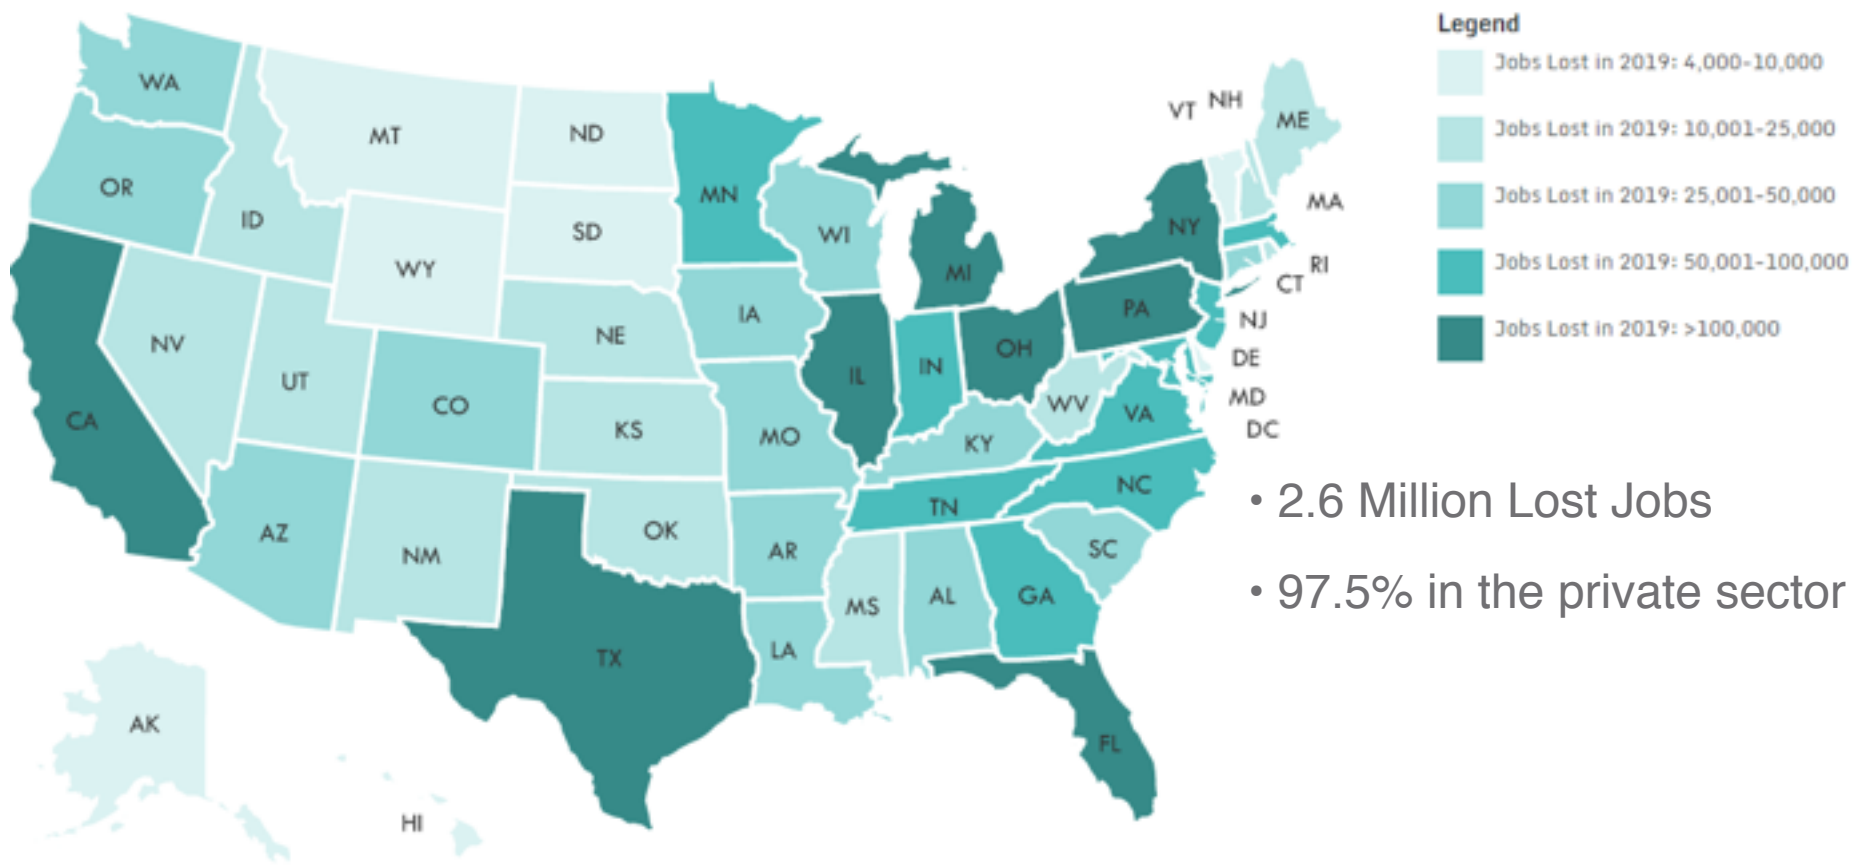 Legend
Jobs Lost in 2019: 4,000-10,000
Jobs Lost in 2019: 10,001-25,000
Jobs Lost in 2019: 25,001-50,000
Jobs Lost in 2019: 50,001-100,000
Jobs Lost in 2019: >100,000
WA
MT
ND
MN
VT
NH
ME
OR
ID
SD
WI
MA
WY
MI
NY
RI
CT
NV
UT
NE
IA
PA
NJ
CA
CO
KS
MO
IL
IN
OH
DE
WV
VA
MD
DC
KY
AZ
NM
OK
AR
TN
NC
SC
TX
LA
MS
AL
GA
AK
HI
FL
• 2.6 Million Lost Jobs
• 97.5% in the private sector